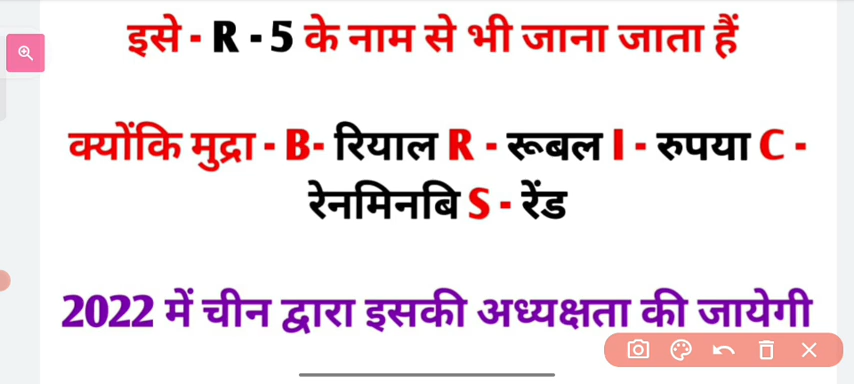 इसे - R - 5 के नाम से भी जाना जाता हैं
क्योंकि मुद्रा - B- रियाल R - रूबल I - रुपया C -
रेनमिनबि S - रेंड
2022 में चीन द्वारा इसकी अध्यक्षता की जायेगी